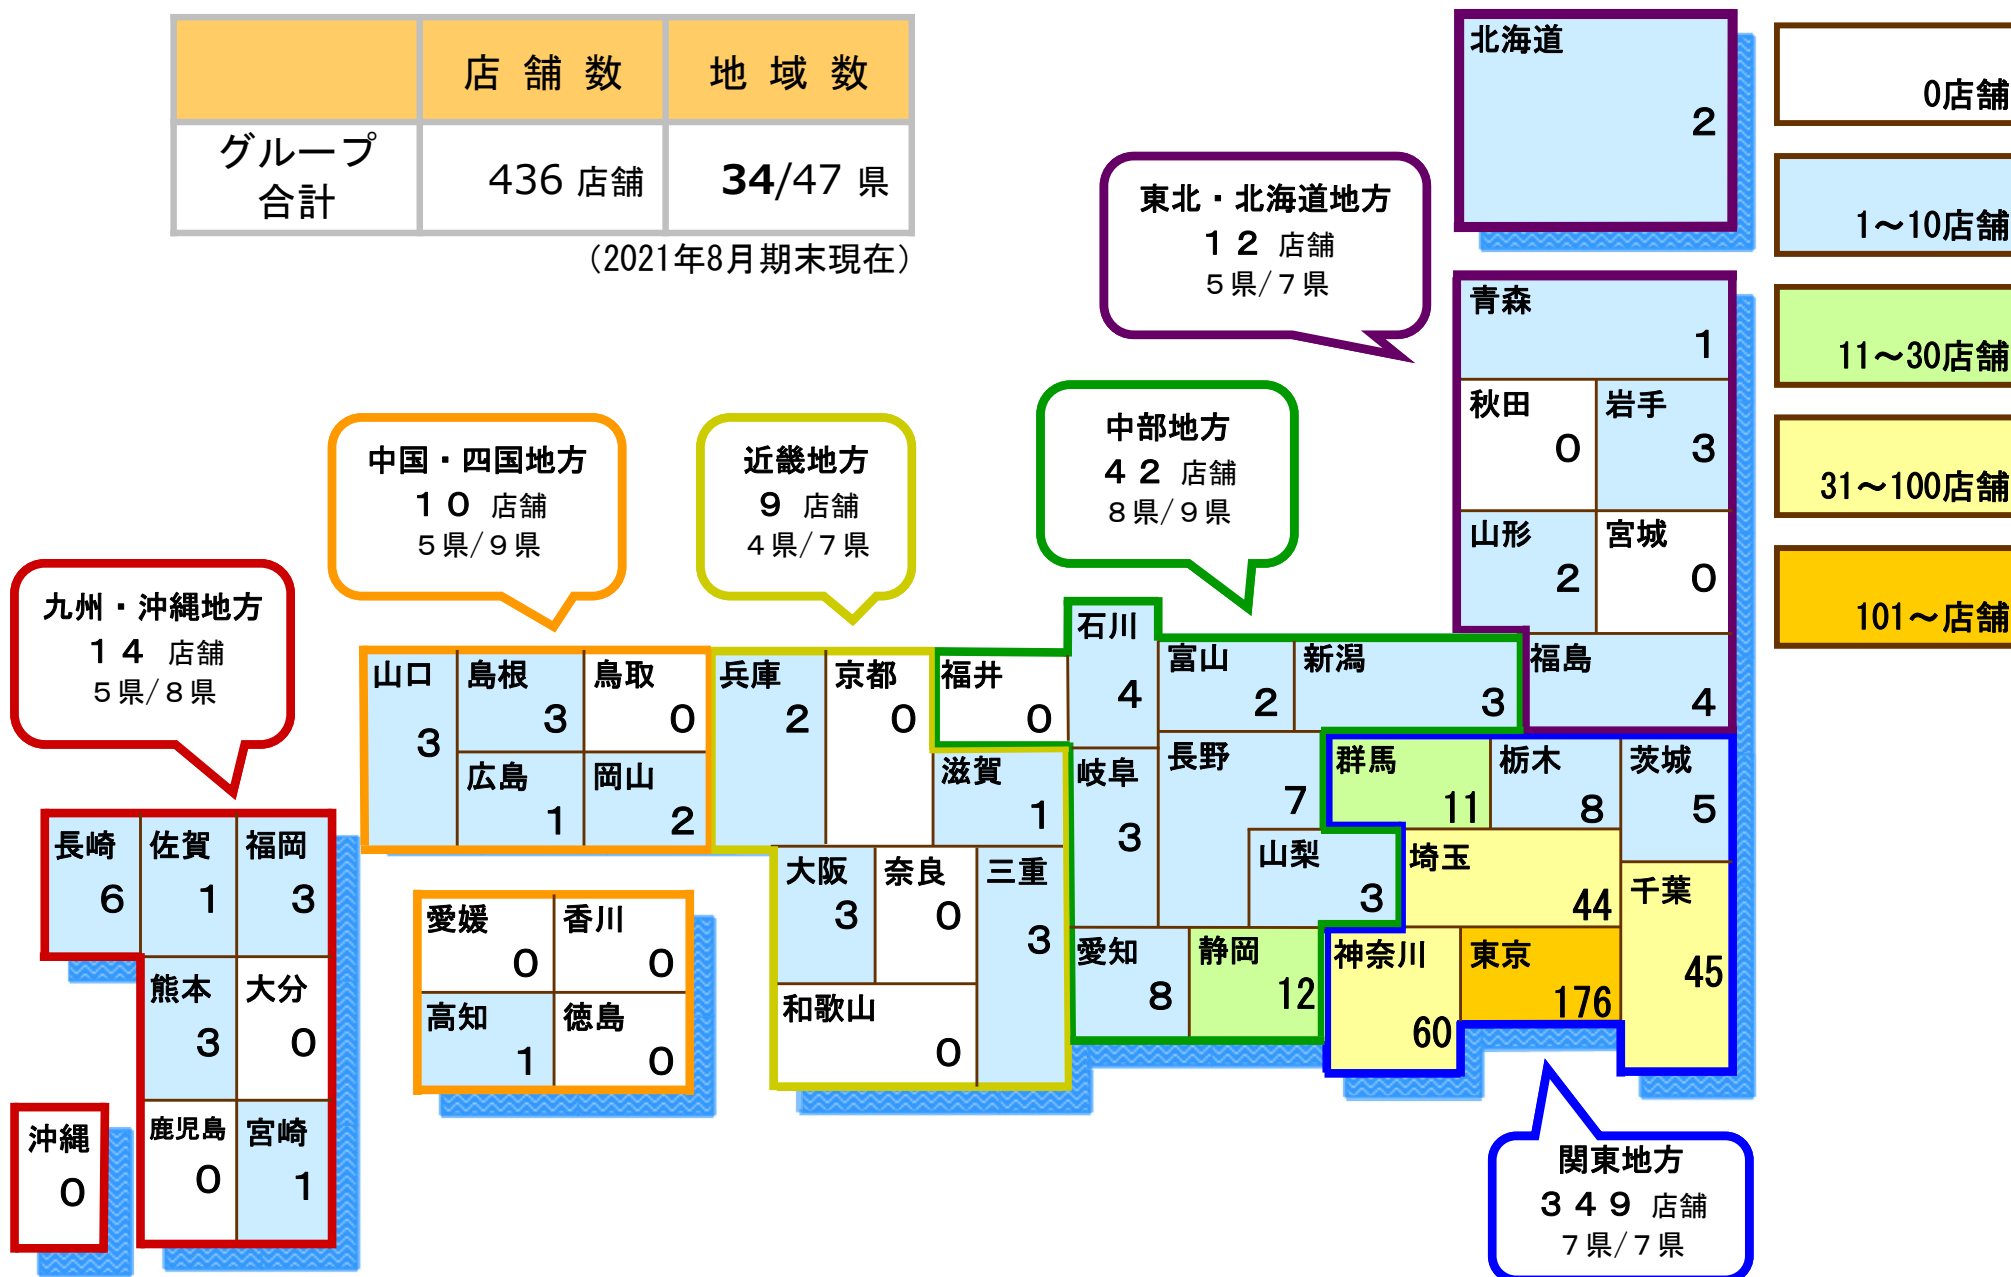 店舗数 地域数
グループ
合計
436 店舗 34/47 県
（2021年8月期末現在）
北海道
2
0店舗
1～10店舗
11～30店舗
31～100店舗
101～店舗
東北・北海道地方
１２ 店舗
５県/７県
青森
1
秋田
0
岩手
3
山形
2
宮城
0
福島
4
中部地方
４２ 店舗
８県/９県
石川
4
富山
2
新潟
3
福井
0
岐阜
3
長野
7
山梨
3
愛知
8
静岡
12
群馬
11
栃木
8
茨城
5
埼玉
44
千葉
45
神奈川
60
東京
176
関東地方
３４９ 店舗
７県/７県
近畿地方
９ 店舗
４県/７県
兵庫
2
京都
0
滋賀
1
大阪
3
奈良
0
三重
3
和歌山
0
中国・四国地方
１０ 店舗
５県/９県
山口
3
島根
3
鳥取
0
広島
1
岡山
2
愛媛
0
香川
0
高知
1
徳島
0
九州・沖縄地方
１４ 店舗
５県/８県
長崎
6
佐賀
1
福岡
3
熊本
3
大分
0
鹿児島
0
宮崎
1
沖縄
0